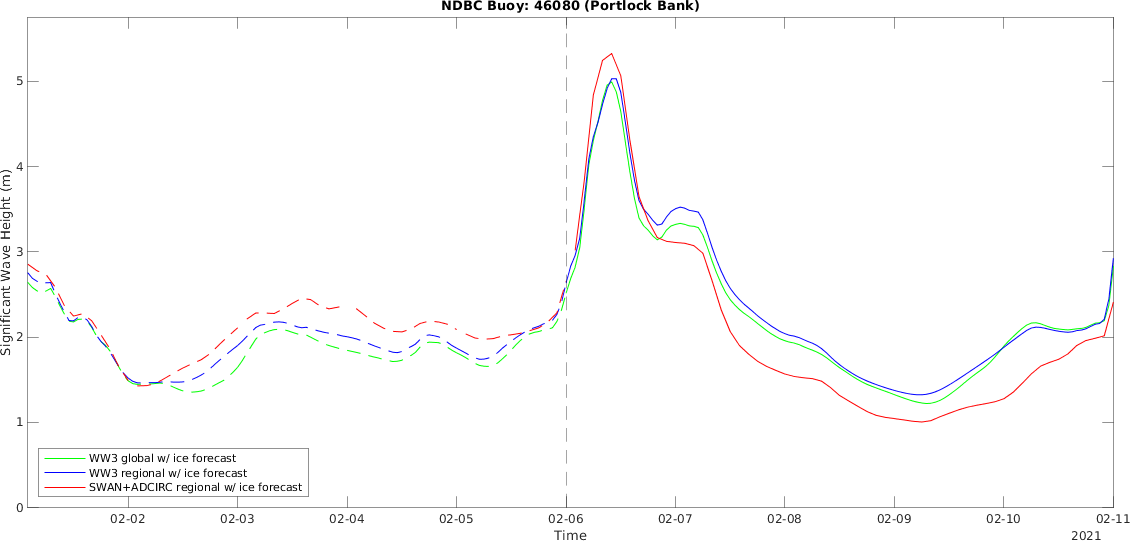 NDBC Buoy: 46080 (Portlock Bank)
Significant Wave Height (m)
5
4
3
2
1
0
WW3 global w/ ice forecast
WW3 regional w/ ice forecast
SWAN+ADCIRC regional w/ ice forecast
02-02 02-03 02-04 02-05 02-06 02-07 02-08 02-09 02-10 02-11
Time
2021